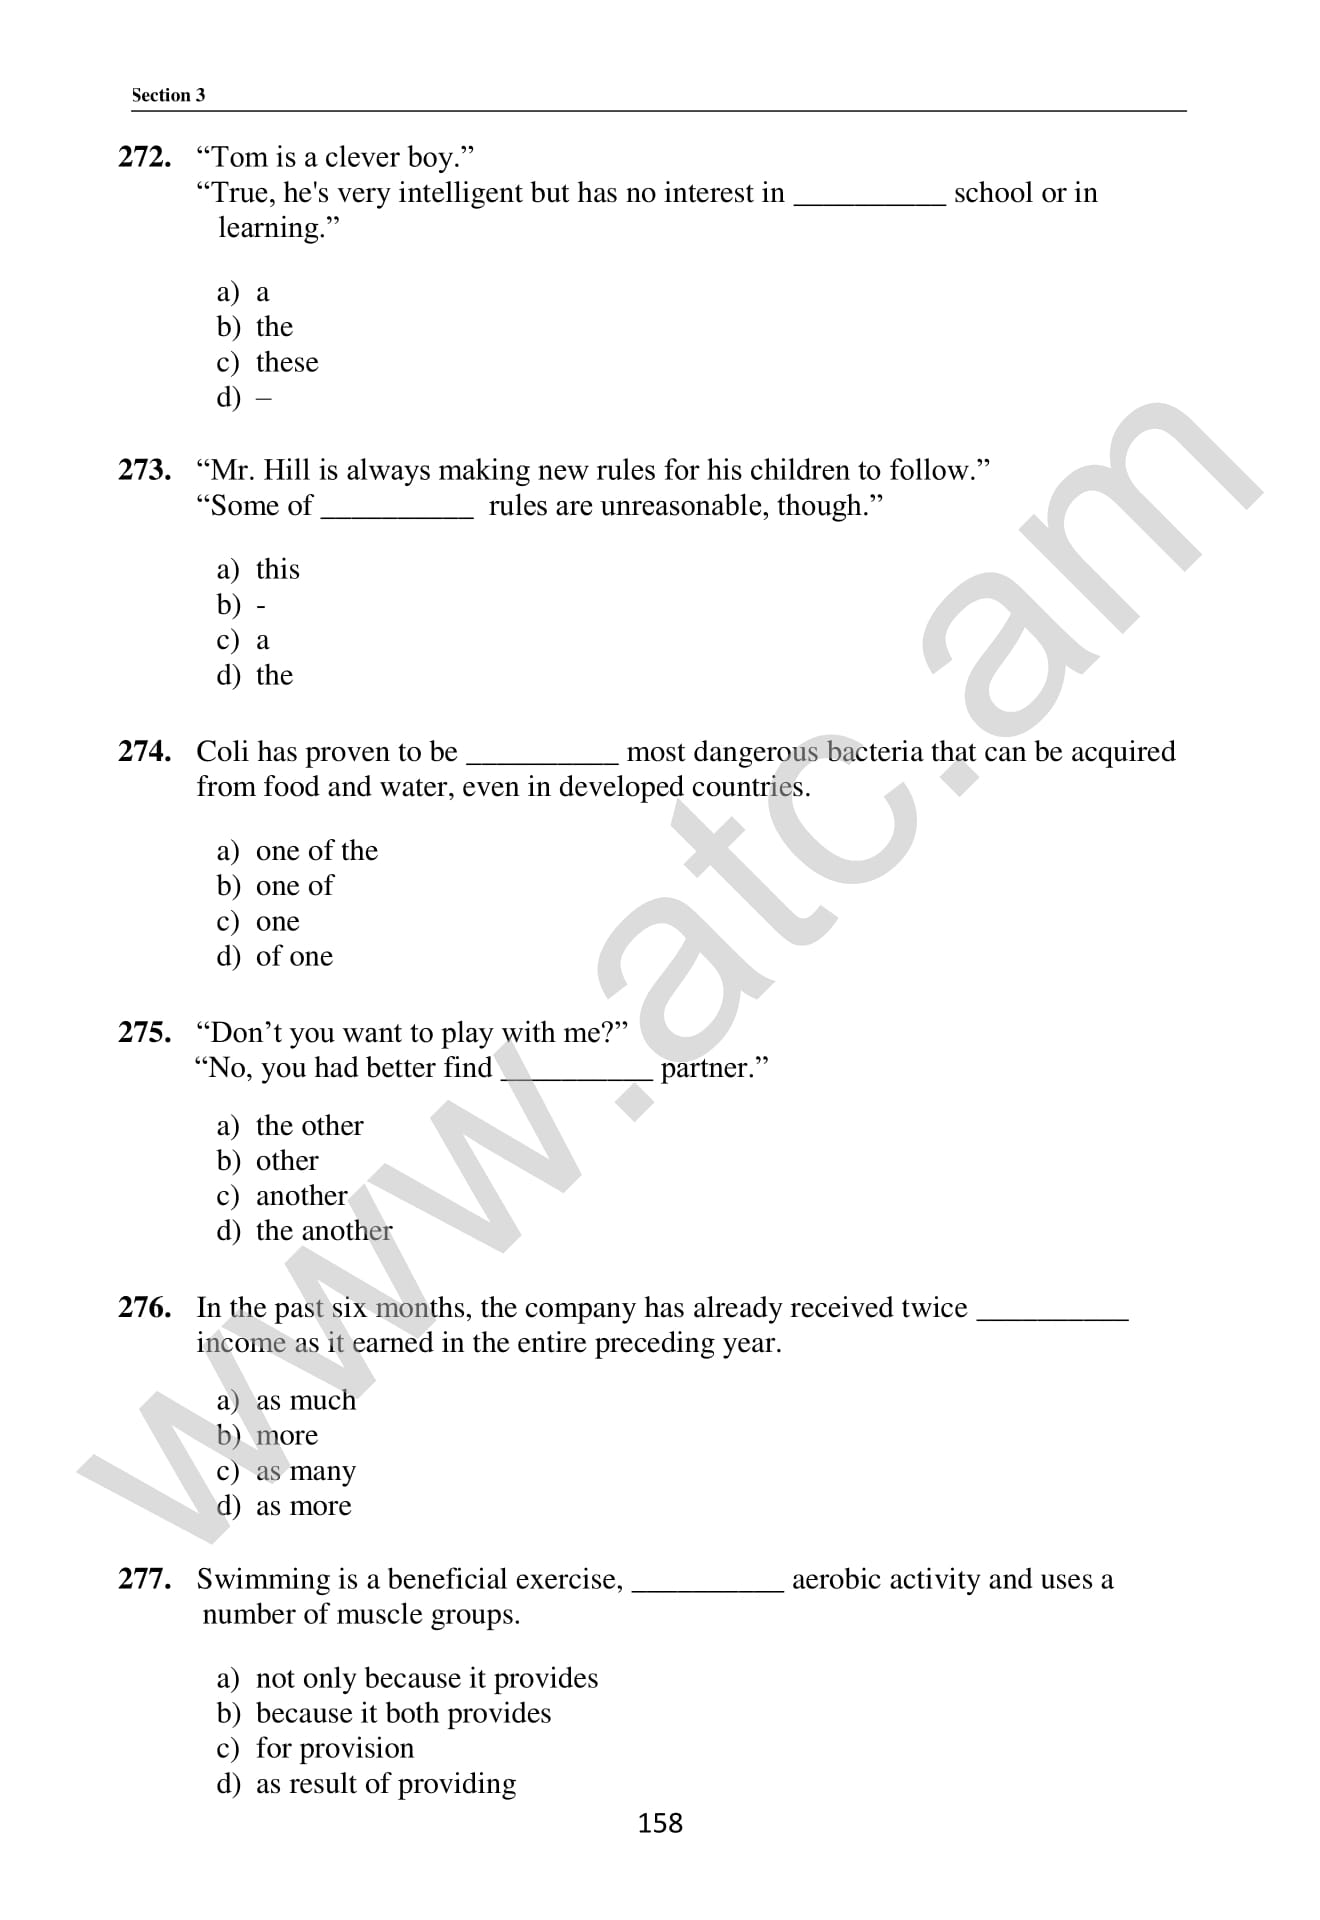 Section 3
272. “Tom is a clever boy.”
“True, he's very intelligent but has no interest in __________ school or in
learning.”
a) a
b) the
c) these
d) –
273. “Mr. Hill is always making new rules for his children to follow.”
“Some of __________ rules are unreasonable, though.”
a) this
b) -
c) a
d) the
274. Coli has proven to be __________ most dangerous bacteria that can be acquired
from food and water, even in developed countries.
a) one of the
b) one of
c) one
d) of one
275. “Don’t you want to play with me?”
“No, you had better find __________ partner.”
a) the other
b) other
c) another
d) the another
276. In the past six months, the company has already received twice __________
income as it earned in the entire preceding year.
a) as much
b) more
c) as many
d) as more
277. Swimming is a beneficial exercise, __________ aerobic activity and uses a
number of muscle groups.
a) not only because it provides
b) because it both provides
c) for provision
d) as result of providing
158
www.atc.am